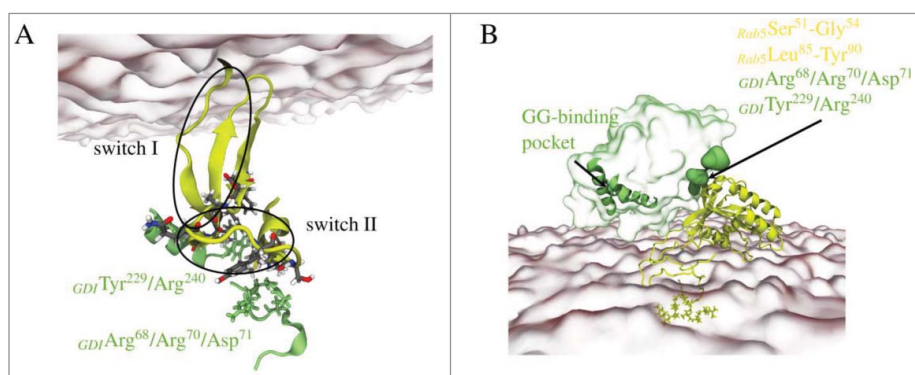 A
switch I
switch II
GDITyr229/Arg240
GDIArg68/Arg70/Asp71
B
Rab5Ser51-Gly54
Rab5Leu85-Tyr90
GDIArg68/Arg70/Asp71
GDITyr229/Arg240
GG-binding
pocket